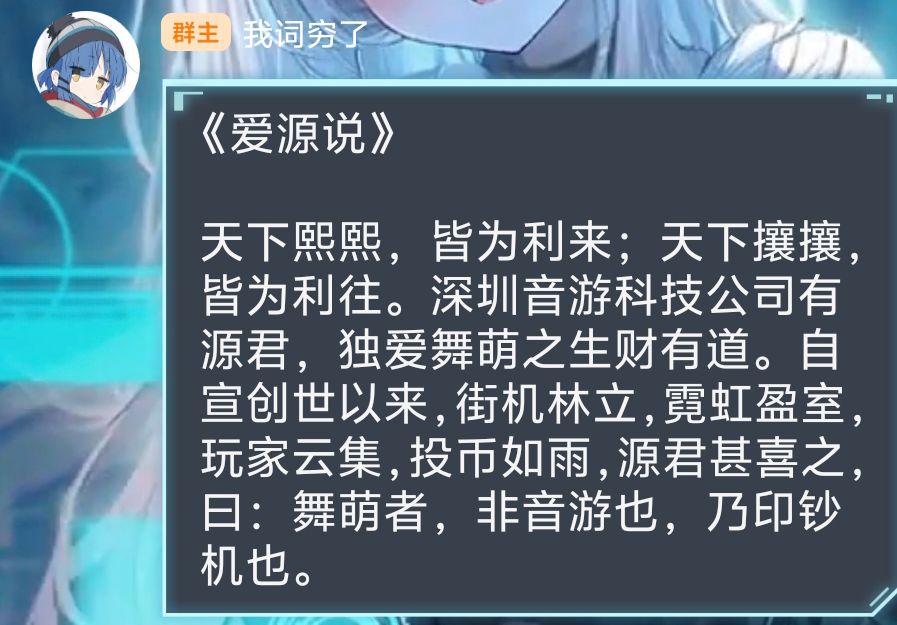 群主 我词穷了
《爱源说》
天下熙熙，皆为利来；天下攘攘，
皆为利往。深圳音游科技公司有
源君，独爱舞萌之生财有道。自
宣创世以来,街机林立,霓虹盈室，
玩家云集,投币如雨,源君甚喜之，
曰：舞萌者，非音游也，乃印钞
机也。